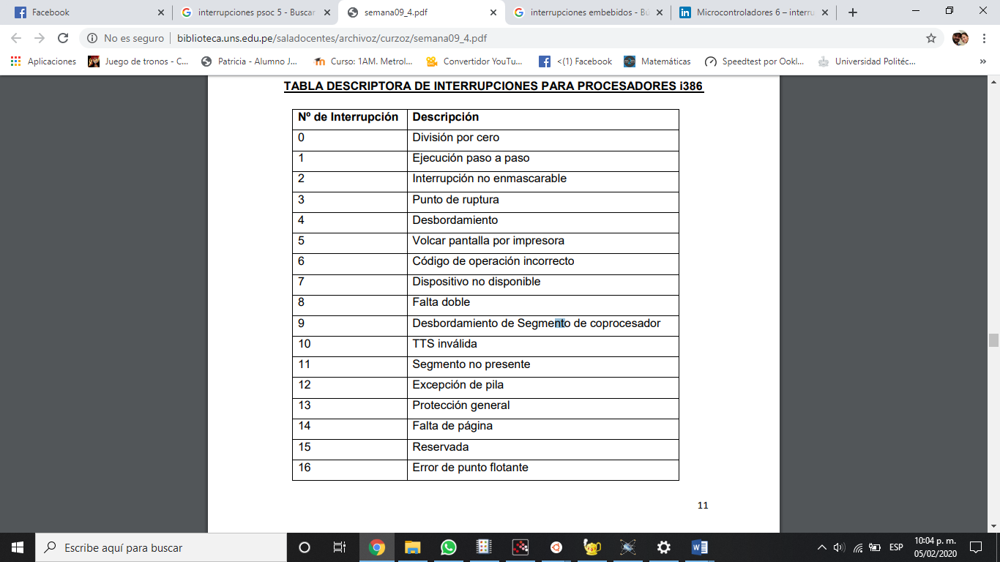 Facebook
interrupciones psoc 5 - Buscar
semana09_4.pdf
interrupciones embebidos - Bú
Microcontroladores 6 – interru
No es seguro
biblioteca.uns.edu.pe/saladocentes/archivoz/curzoz/semana09_4.pdf
Aplicaciones
Juego de tronos - C...
Patricia - Alumno J...
Curso: 1AM. Metrol...
Convertidor YouTu...
<(1) Facebook
Matemáticas
Speedtest por Ookl...
Universidad Politéc...
»
TABLA DESCRIPTORA DE INTERRUPCIONES PARA PROCESADORES i386
Nº de Interrupción Descripción
0 División por cero
1 Ejecución paso a paso
2 Interrupción no enmascarable
3 Punto de ruptura
4 Desbordamiento
5 Volcar pantalla por impresora
6 Código de operación incorrecto
7 Dispositivo no disponible
8 Falta doble
9 Desbordamiento de Segmento de coprocesador
10 TTS inválida
11 Segmento no presente
12 Excepción de pila
13 Protección general
14 Falta de página
15 Reservada
16 Error de punto flotante
11
Escribe aquí para buscar
ESP
10:04 p. m.
05/02/2020